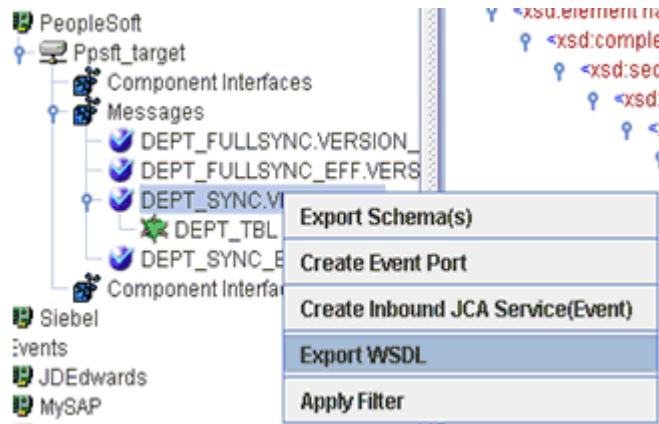 PeopleSoft
Ppsft_target
Component Interfaces
Messages
DEPT_FULLSYNC.VERSION_
DEPT_FULLSYNC_EFF.VERS
DEPT_SYNC.VE
DEPT_TBL
DEPT_SYNC_E
Component Interfa
Siebel
Events
JDEdwards
MySAP
<xsd:element na
<xsd:comple
<xsd:sec
<xsd:
<
Export Schema(s)
Create Event Port
Create Inbound JCA Service(Event)
Export WSDL
Apply Filter